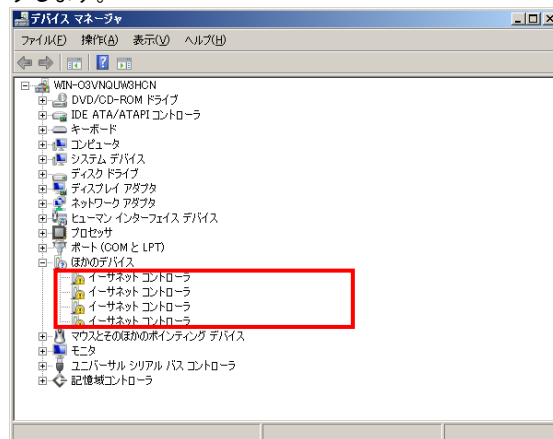 デバイス マネージャ
ファイル(F) 操作(A) 表示(V) ヘルプ(H)
WIN-O3VNQUW3HCN
DVD/CD-ROM ドライブ
IDE ATA/ATAPI コントローラ
キーボード
コンピュータ
システム デバイス
ディスク ドライブ
ディスプレイ アダプタ
ネットワーク アダプタ
ヒューマン インターフェイス デバイス
プロセッサ
ポート (COM と LPT)
ほかのデバイス
イーサネット コントローラ
イーサネット コントローラ
イーサネット コントローラ
イーサネット コントローラ
マウスとそのほかのポインティング デバイス
モニタ
ユニバーサル シリアル バス コントローラ
記憶域コントローラ